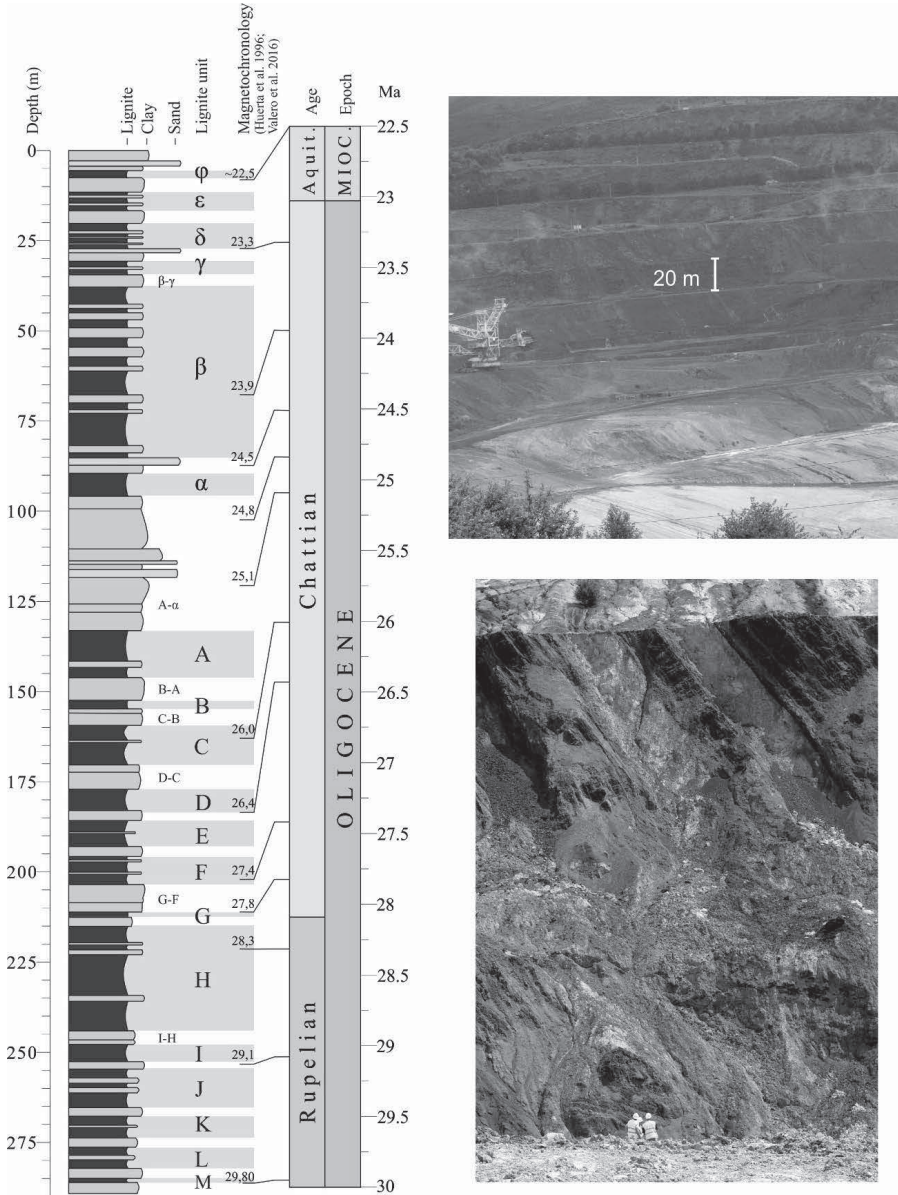 Depth (m)
Lignite
Clay
Sand
Lignite unit
Magnetochronology
(Huerta et al. 1996;
Valero et al. 2016)
Age
Epoch
Ma
0
25
50
75
100
125
150
175
200
225
250
275
φ
ε
δ
γ
β-γ
β
α
A-α
A
B-A
B
C-B
C
D-C
D
E
F
G-F
G
H
I-H
I
J
K
L
M
~22,5
23,3
23,9
24,5
24,8
25,1
26,0
26,4
27,4
27,8
28,3
29,1
29,80
Aquit.
Chattian
Rupelian
MIOC.
OLIGOCENE
22.5
23
23.5
24
24.5
25
25.5
26
26.5
27
27.5
28
28.5
29
29.5
30
20 m